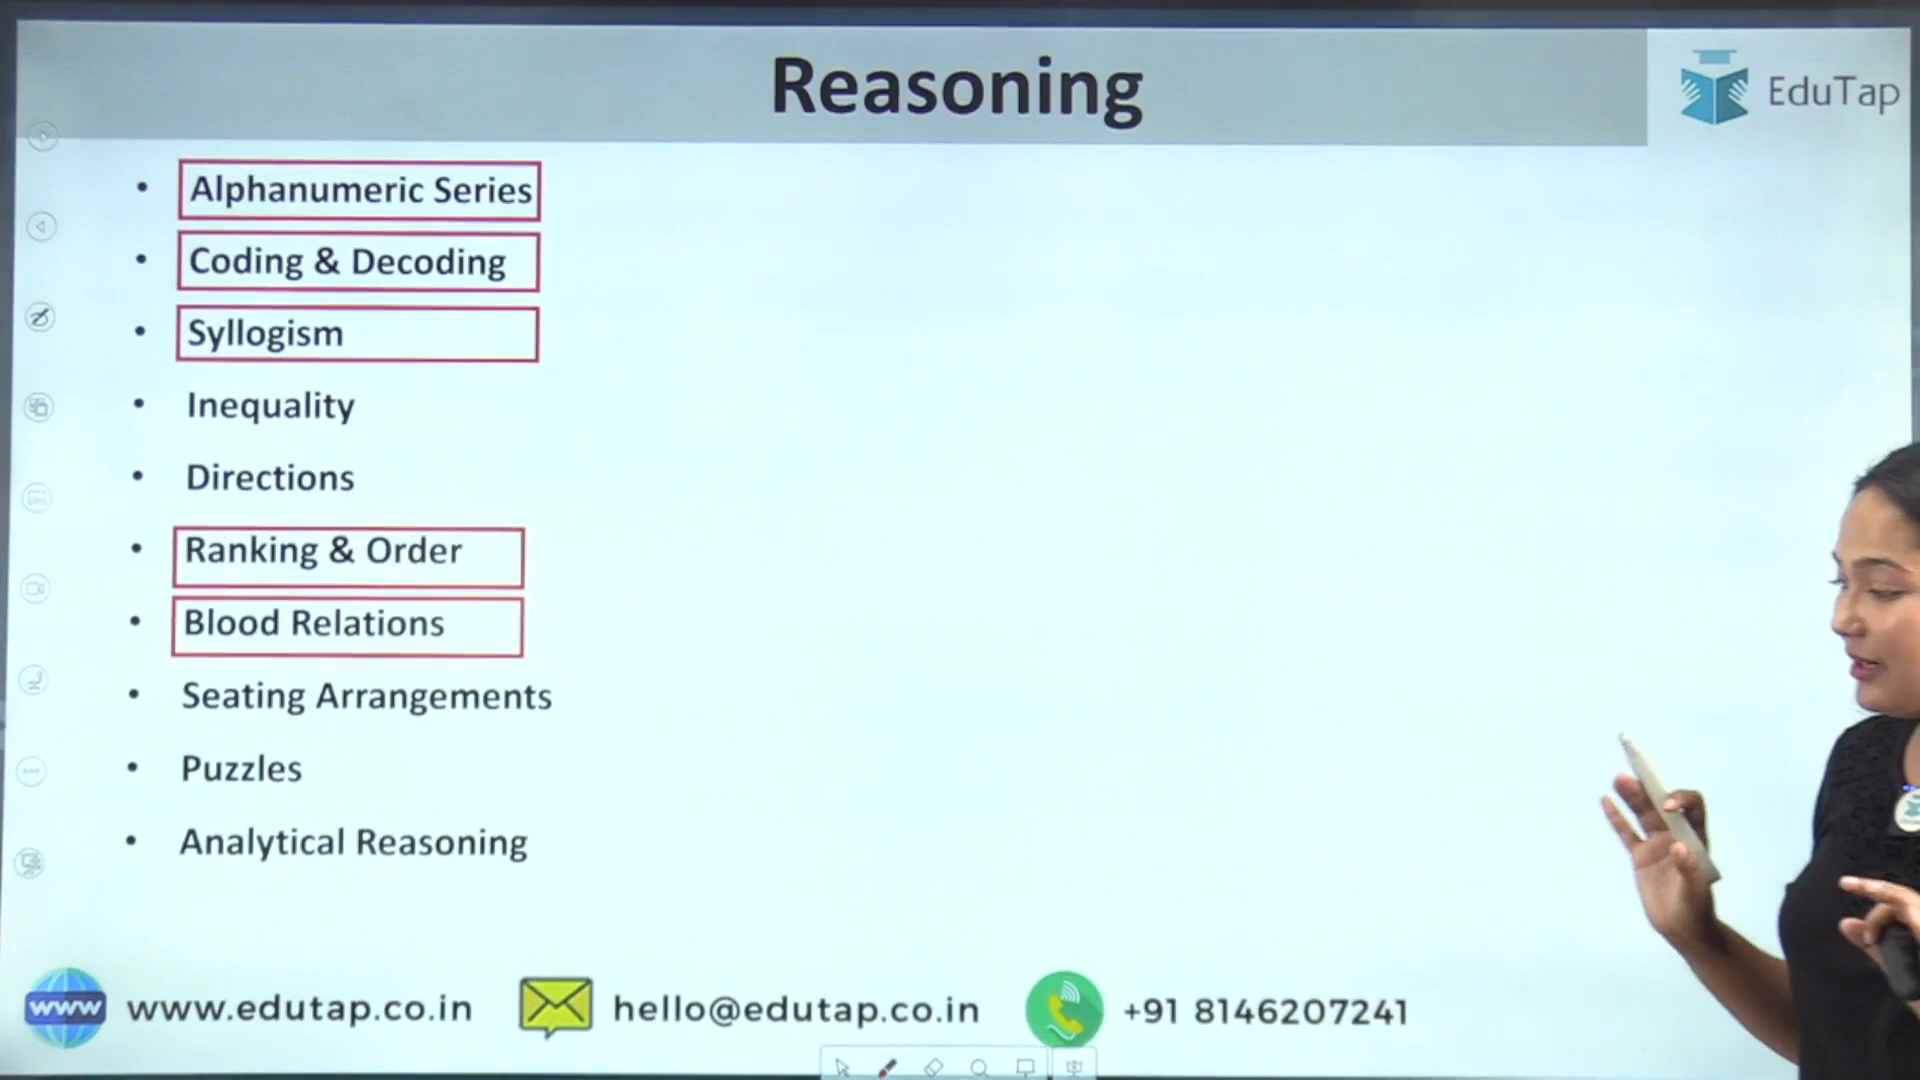 Reasoning
EduTap
• Alphanumeric Series
• Coding & Decoding
• Syllogism
• Inequality
• Directions
• Ranking & Order
• Blood Relations
• Seating Arrangements
• Puzzles
• Analytical Reasoning
www www.edutap.co.in hello@edutap.co.in +91 8146207241